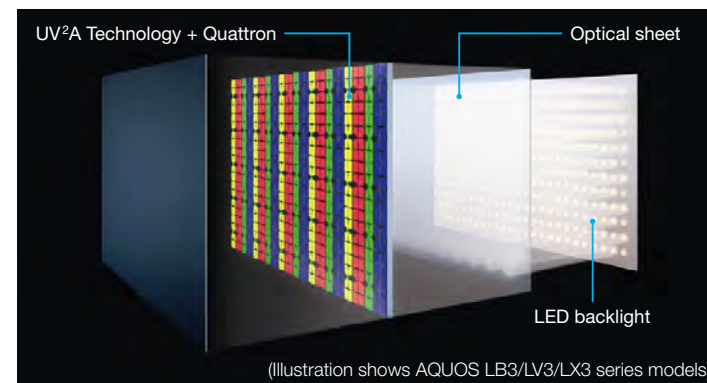 UV²A Technology + Quattron
Optical sheet
LED backlight
(Illustration shows AQUOS LB3/LV3/LX3 series models